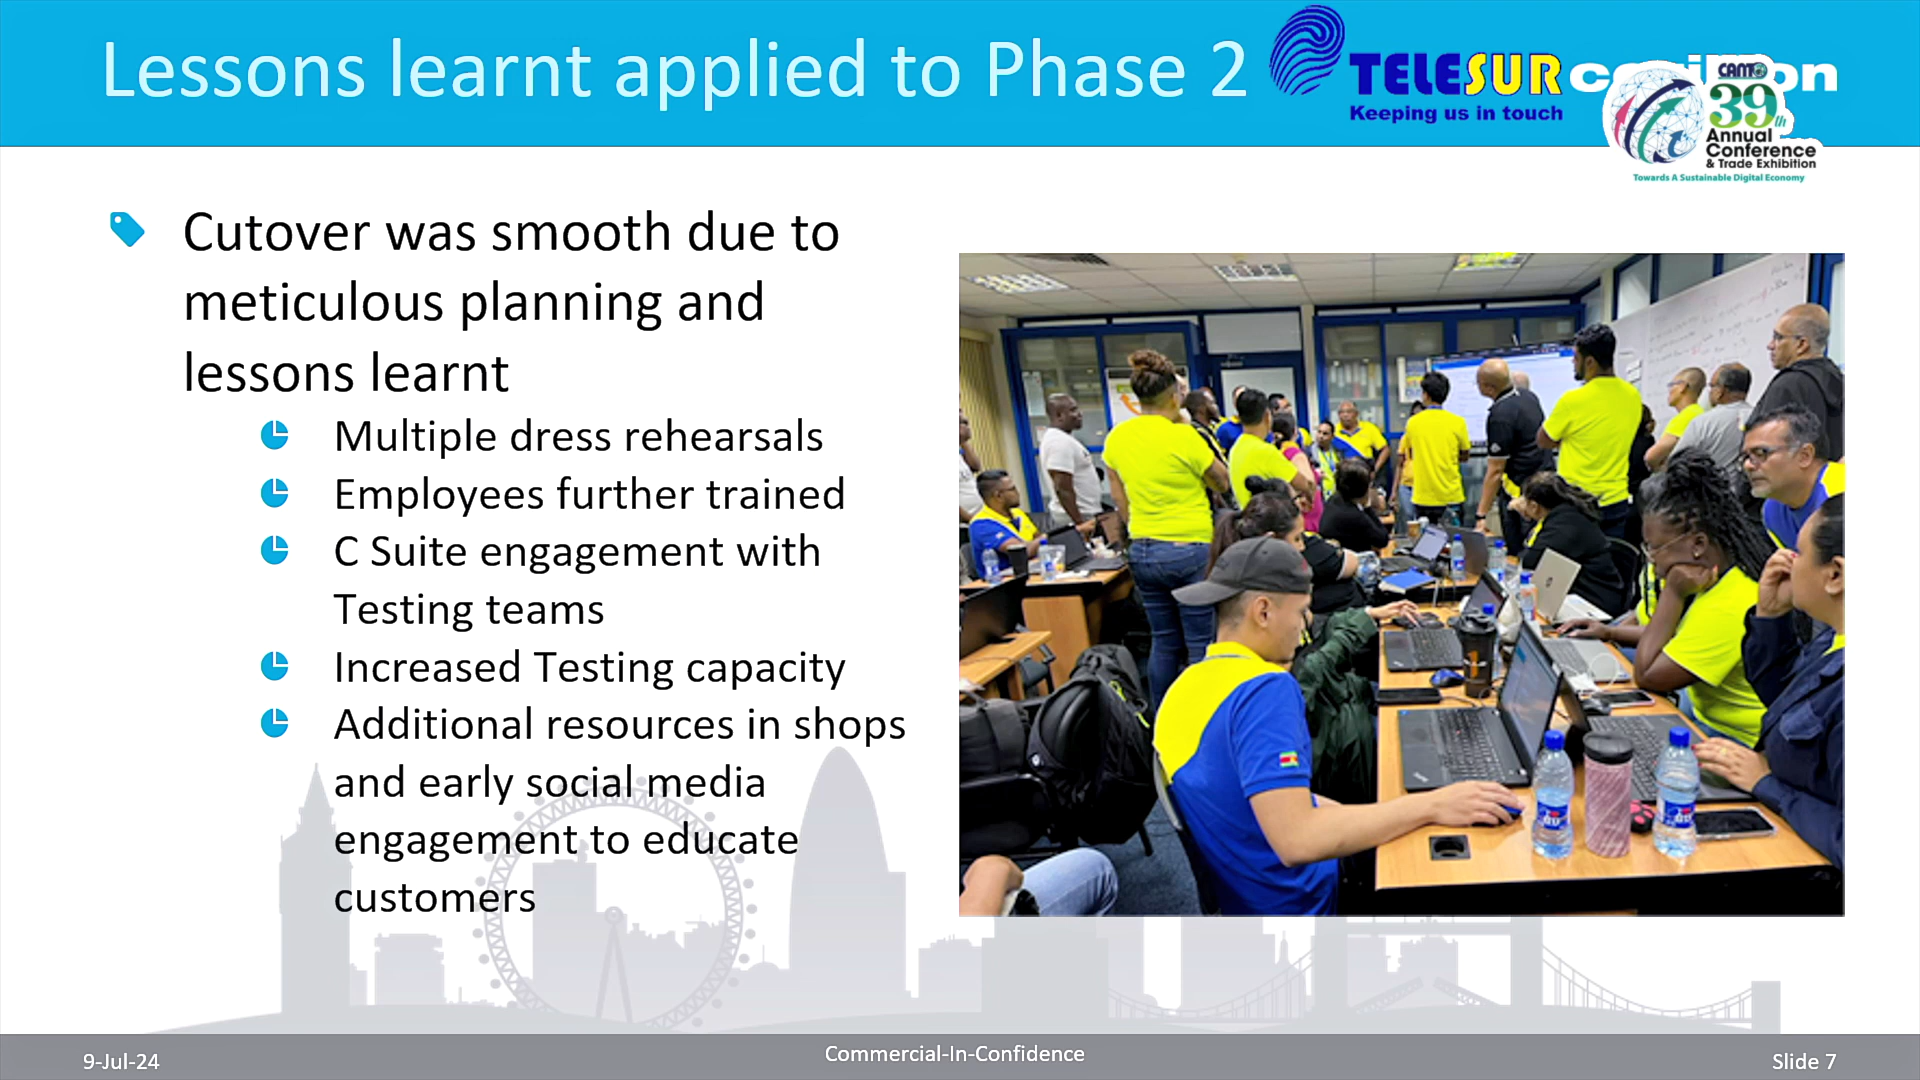 Lessons learnt applied to Phase 2
TELESUR
Keeping us in touch
CANTO
39th
Annual
Conference
& Trade Exhibition
Towards A Sustainable Digital Economy
Cutover was smooth due to
meticulous planning and
lessons learnt
Multiple dress rehearsals
Employees further trained
C Suite engagement with
Testing teams
Increased Testing capacity
Additional resources in shops
and early social media
engagement to educate
customers
9-Jul-24
Commercial-In-Confidence
Slide 7